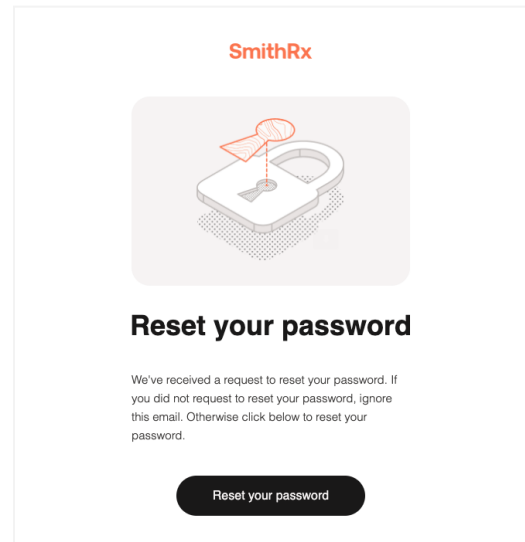 SmithRx
Reset your password
We've received a request to reset your password. If
you did not request to reset your password, ignore
this email. Otherwise click below to reset your
password.
Reset your password